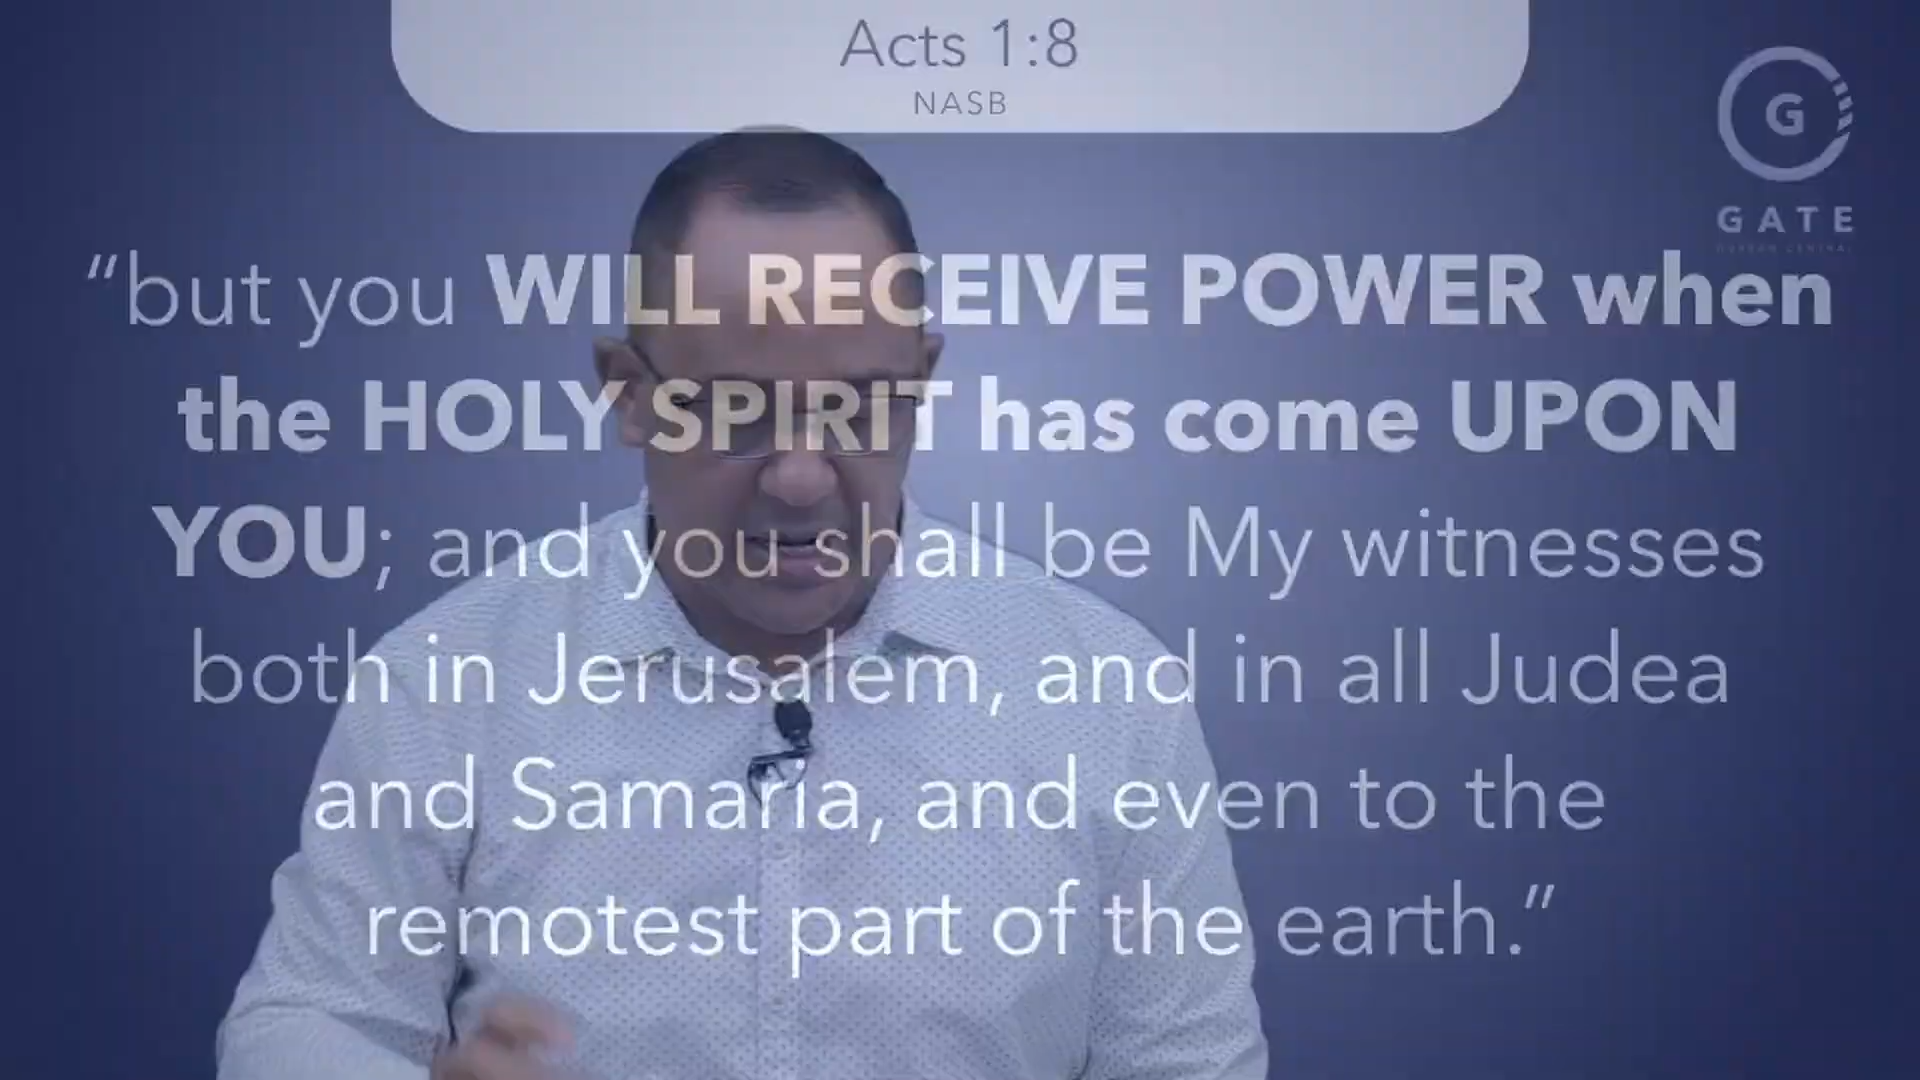 Acts 1:8
NASB
G
GATE
“but you WILL RECEIVE POWER when
the HOLY SPIRIT has come UPON
YOU; and you shall be My witnesses
both in Jerusalem, and in all Judea
and Samaria, and even to the
remotest part of the earth.”